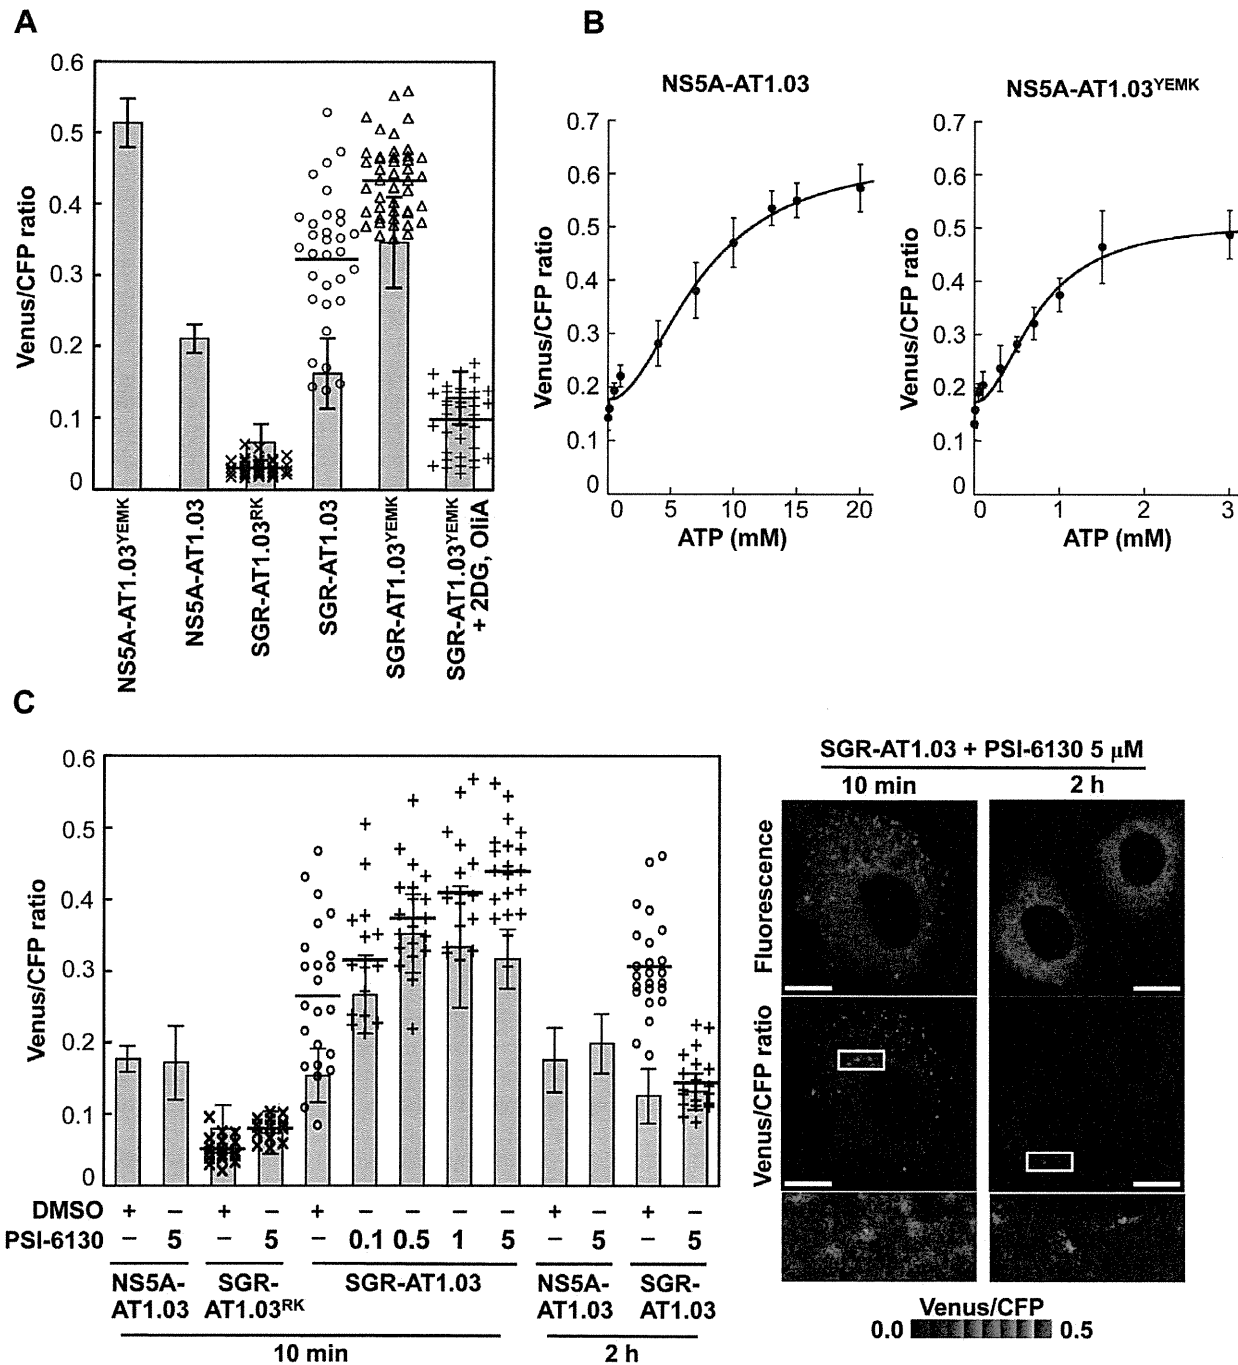 A
0.6
0.5
0.4
0.3
0.2
0.1
0
Venus/CFP ratio
NS5A-AT1.03YEMK
NS5A-AT1.03
SGR-AT1.03RK
SGR-AT1.03
SGR-AT1.03YEMK
SGR-AT1.03YEMK
+ 2DG, OliA
B
NS5A-AT1.03
0.7
0.6
0.5
0.4
0.3
0.2
0.1
0
Venus/CFP ratio
0 5 10 15 20
ATP (mM)
NS5A-AT1.03YEMK
0.7
0.6
0.5
0.4
0.3
0.2
0.1
0
Venus/CFP ratio
0 1 2 3
ATP (mM)
C
0.6
0.5
0.4
0.3
0.2
0.1
0
Venus/CFP ratio
DMSO + − + − + − − − − + − + −
PSI-6130 − 5 − 5 − 0.1 0.5 1 5 − 5 − 5
NS5A-
AT1.03
SGR-
AT1.03RK
SGR-AT1.03
NS5A-
AT1.03
SGR-
AT1.03
10 min
2 h
SGR-AT1.03 + PSI-6130 5 µM
10 min 2 h
Fluorescence
Venus/CFP ratio
Venus/CFP
0.0 0.5